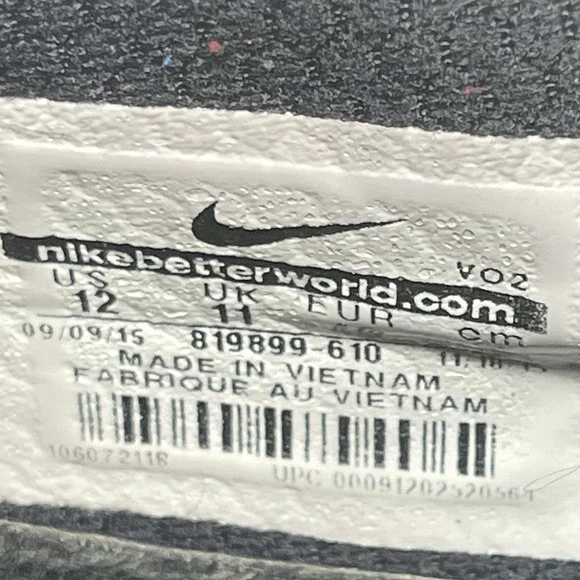 nikebetterworld.com VO2
US UK EUR cm
12 11
09/09/15 819899-610
MADE IN VIETNAM
FABRIQUE AU VIETNAM
106072118
UPC 00091202520564